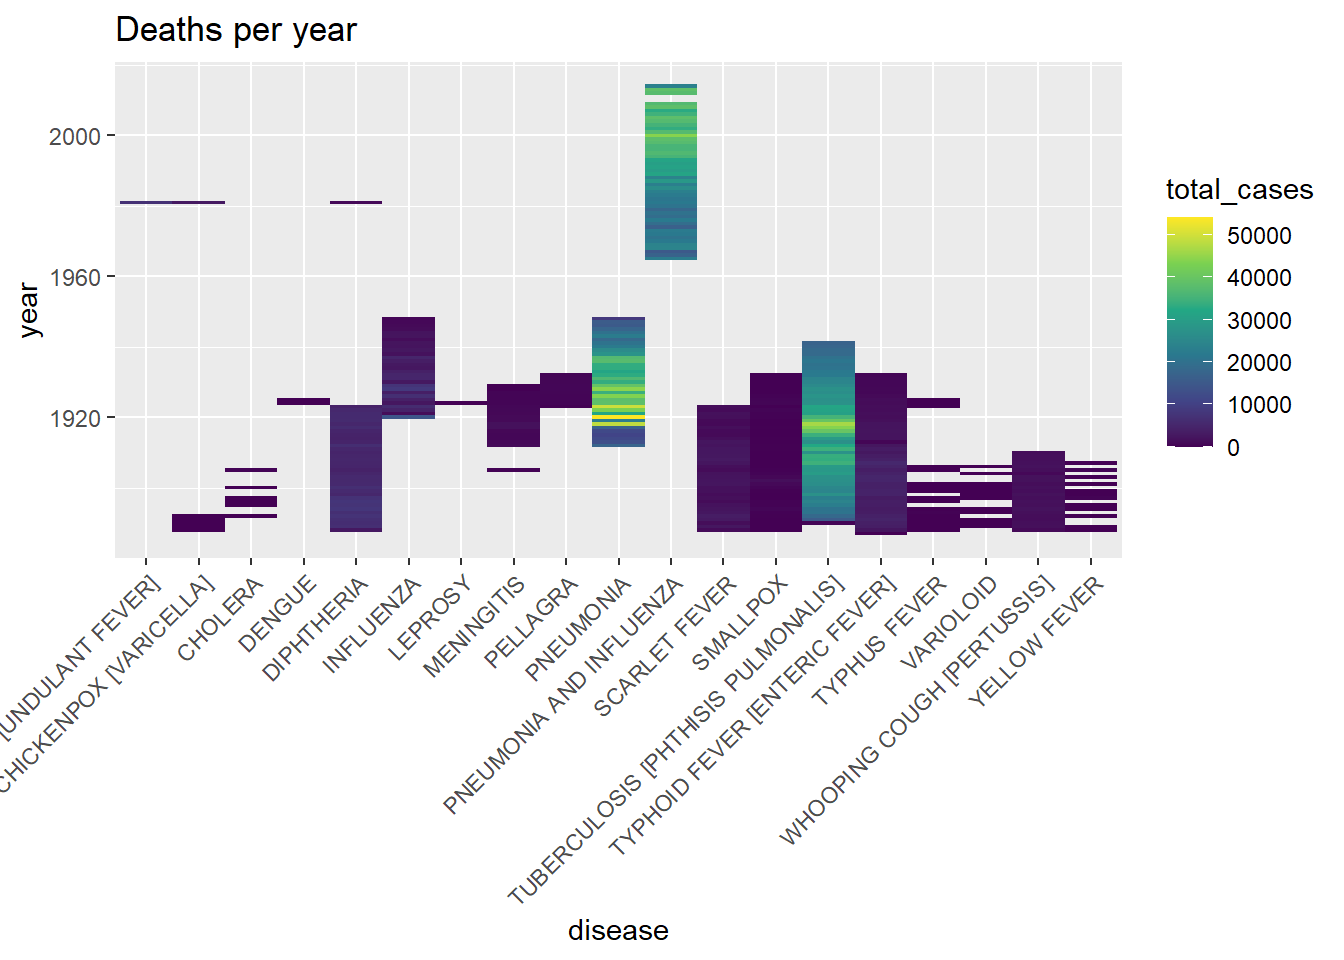 Deaths per year
total_cases
50000
40000
30000
20000
10000
0
year
2000
1960
1920
[UNDULANT FEVER]
CHICKENPOX [VARICELLA]
CHOLERA
DENGUE
DIPHTHERIA
INFLUENZA
LEPROSY
MENINGITIS
PELLAGRA
PNEUMONIA
PNEUMONIA AND INFLUENZA
SCARLET FEVER
SMALLPOX
TUBERCULOSIS [PHTHISIS PULMONALIS]
TYPHOID FEVER [ENTERIC FEVER]
TYPHUS FEVER
VARIOLOID
WHOOPING COUGH [PERTUSSIS]
YELLOW FEVER
disease